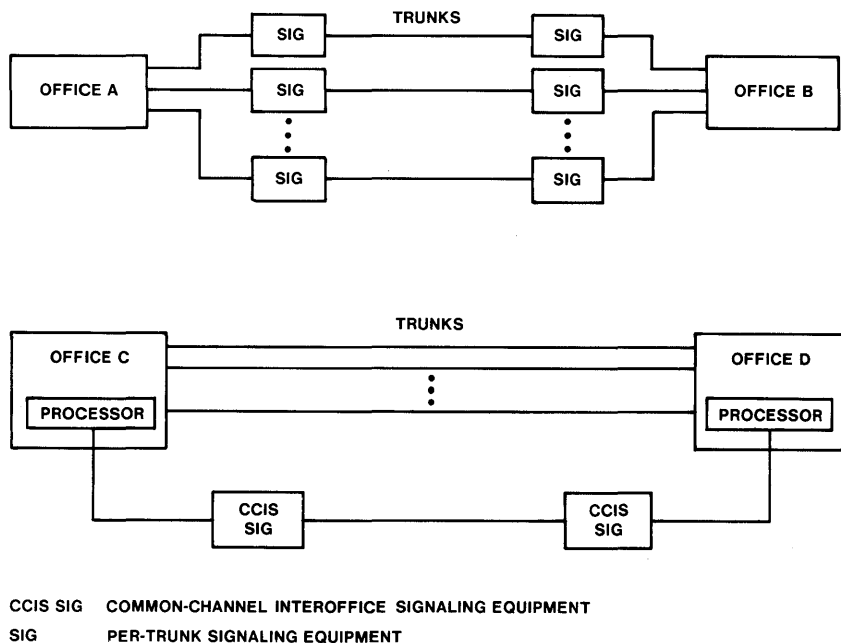 TRUNKS
SIG SIG
OFFICE A OFFICE B
SIG SIG
SIG SIG
TRUNKS
OFFICE C OFFICE D
PROCESSOR PROCESSOR
CCIS CCIS
SIG SIG
CCIS SIG COMMON-CHANNEL INTEROFFICE SIGNALING EQUIPMENT
SIG PER-TRUNK SIGNALING EQUIPMENT